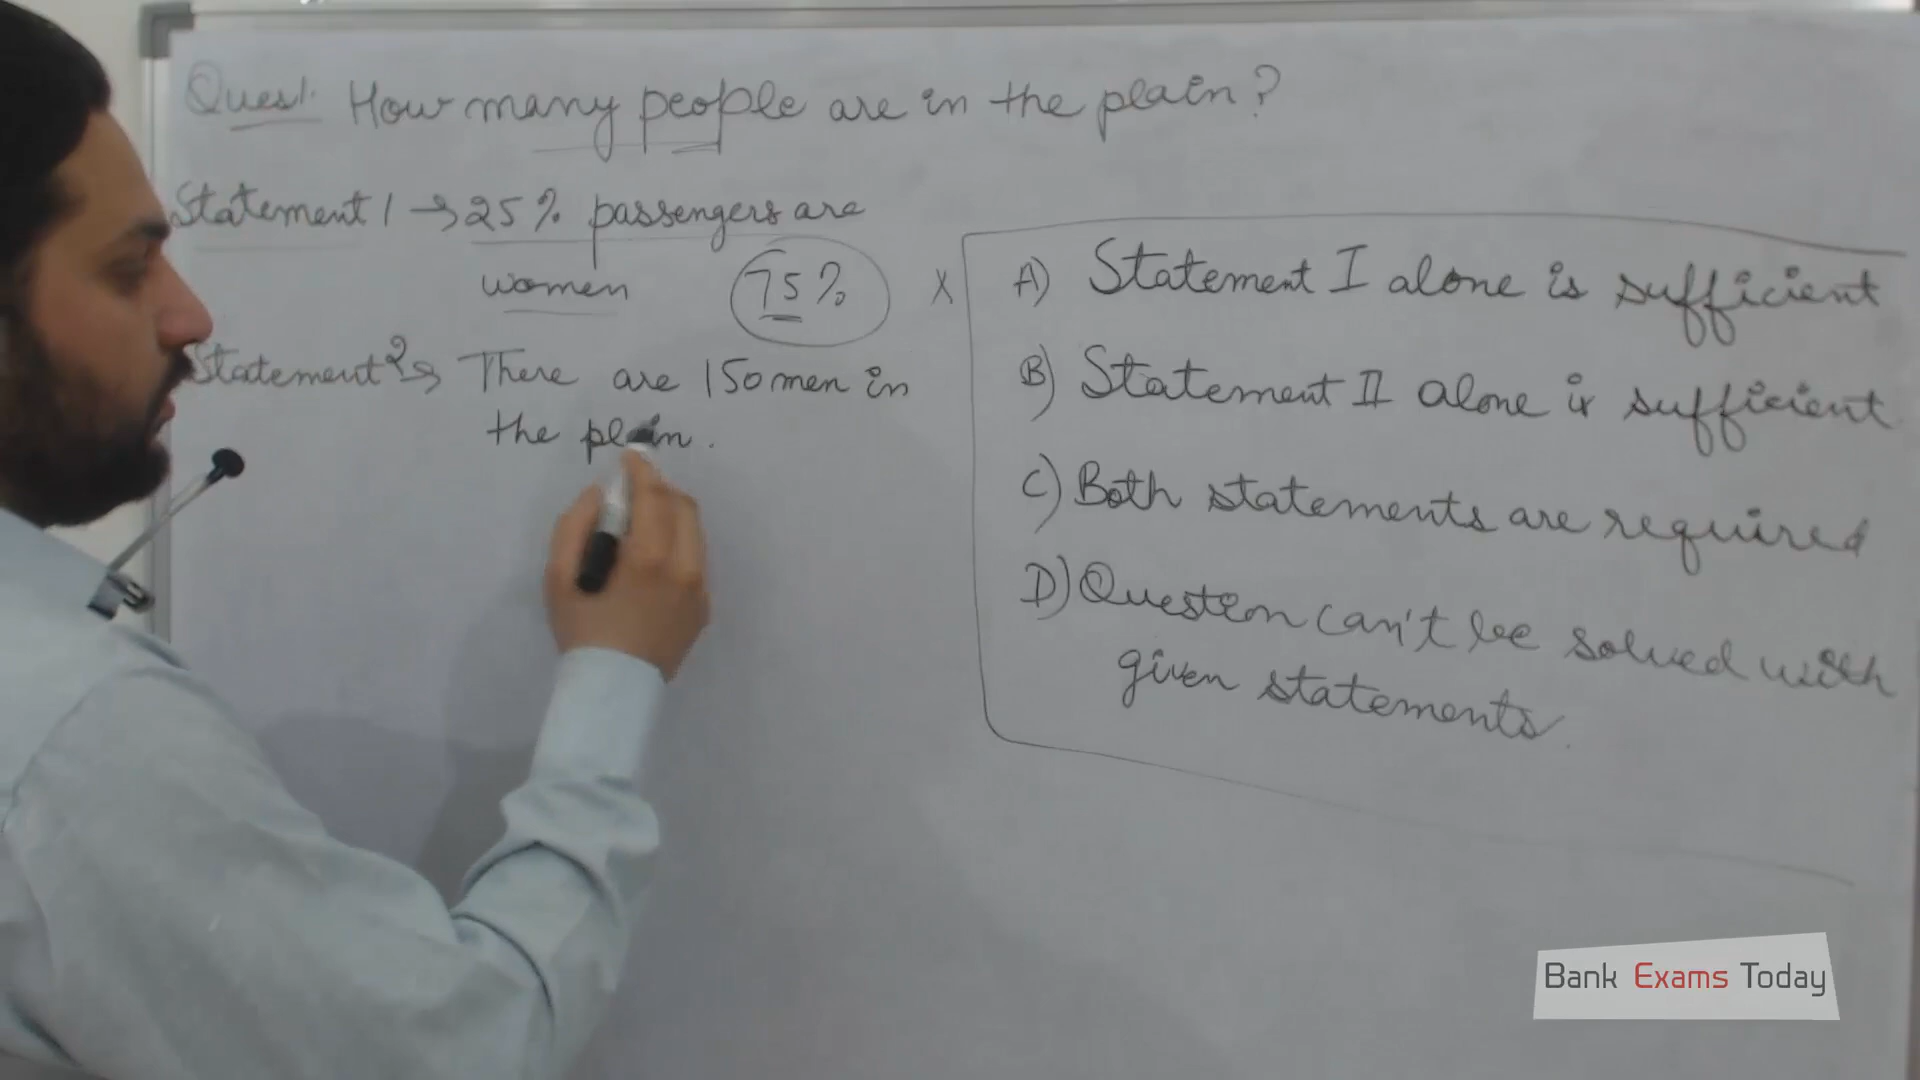 Ques1. How many people are in the plain?
Statement 1 → 25% passengers are
women 75% X
Statement 2 → There are 150 men in
the plain.
A) Statement I alone is sufficient
B) Statement II alone is sufficient
C) Both statements are required
D) Question can't be solved with
given statements.
Bank Exams Today